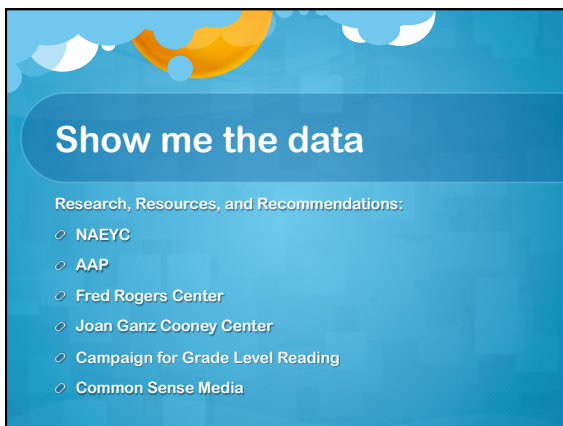 Show me the data
Research, Resources, and Recommendations:
NAEYC
AAP
Fred Rogers Center
Joan Ganz Cooney Center
Campaign for Grade Level Reading
Common Sense Media